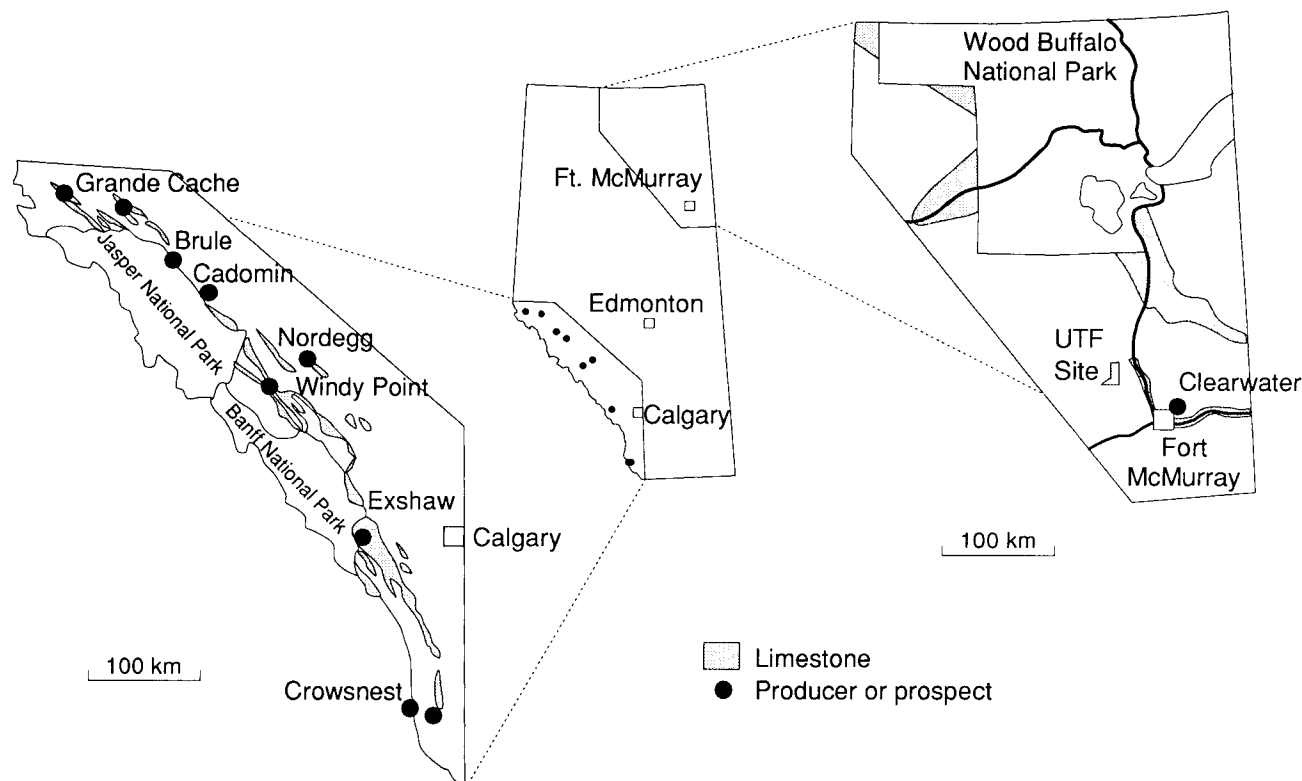 Grande Cache
Brule
Cadomin
Jasper National Park
Nordegg
Windy Point
Banff National Park
Exshaw
Calgary
100 km
Crowsnest
Ft. McMurray
Edmonton
Calgary
Wood Buffalo
National Park
UTF
Site
Clearwater
Fort
McMurray
100 km
Limestone
Producer or prospect